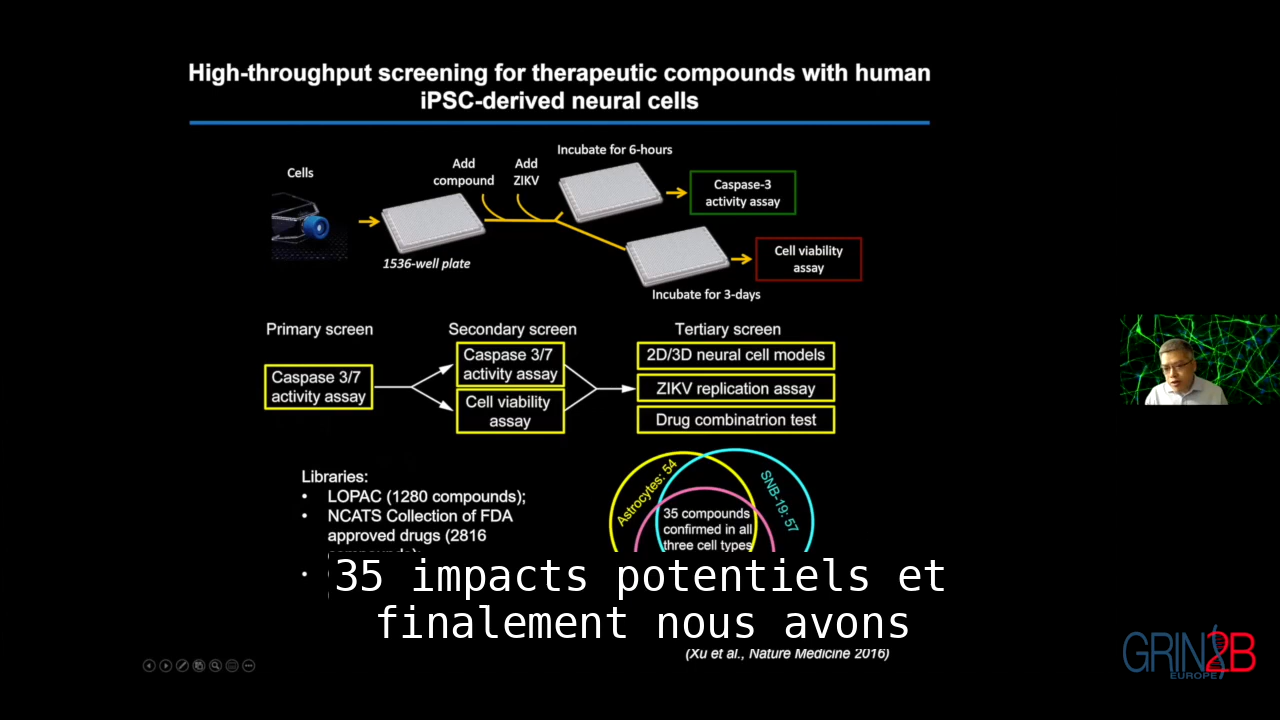 High-throughput screening for therapeutic compounds with human
iPSC-derived neural cells
Cells
Add
compound
Add
ZIKV
Incubate for 6-hours
Caspase-3
activity assay
1536-well plate
Cell viability
assay
Incubate for 3-days
Primary screen
Secondary screen
Tertiary screen
Caspase 3/7
activity assay
Caspase 3/7
activity assay
Cell viability
assay
2D/3D neural cell models
ZIKV replication assay
Drug combinatrion test
Libraries:
• LOPAC (1280 compounds);
• NCATS Collection of FDA
approved drugs (2816
•
Astrocytes: 54
SNB-19: 57
35 compounds
confirmed in all
three cell types
35 impacts potentiels et
finalement nous avons
(Xu et al., Nature Medicine 2016)
GRIN2B
EUROPE